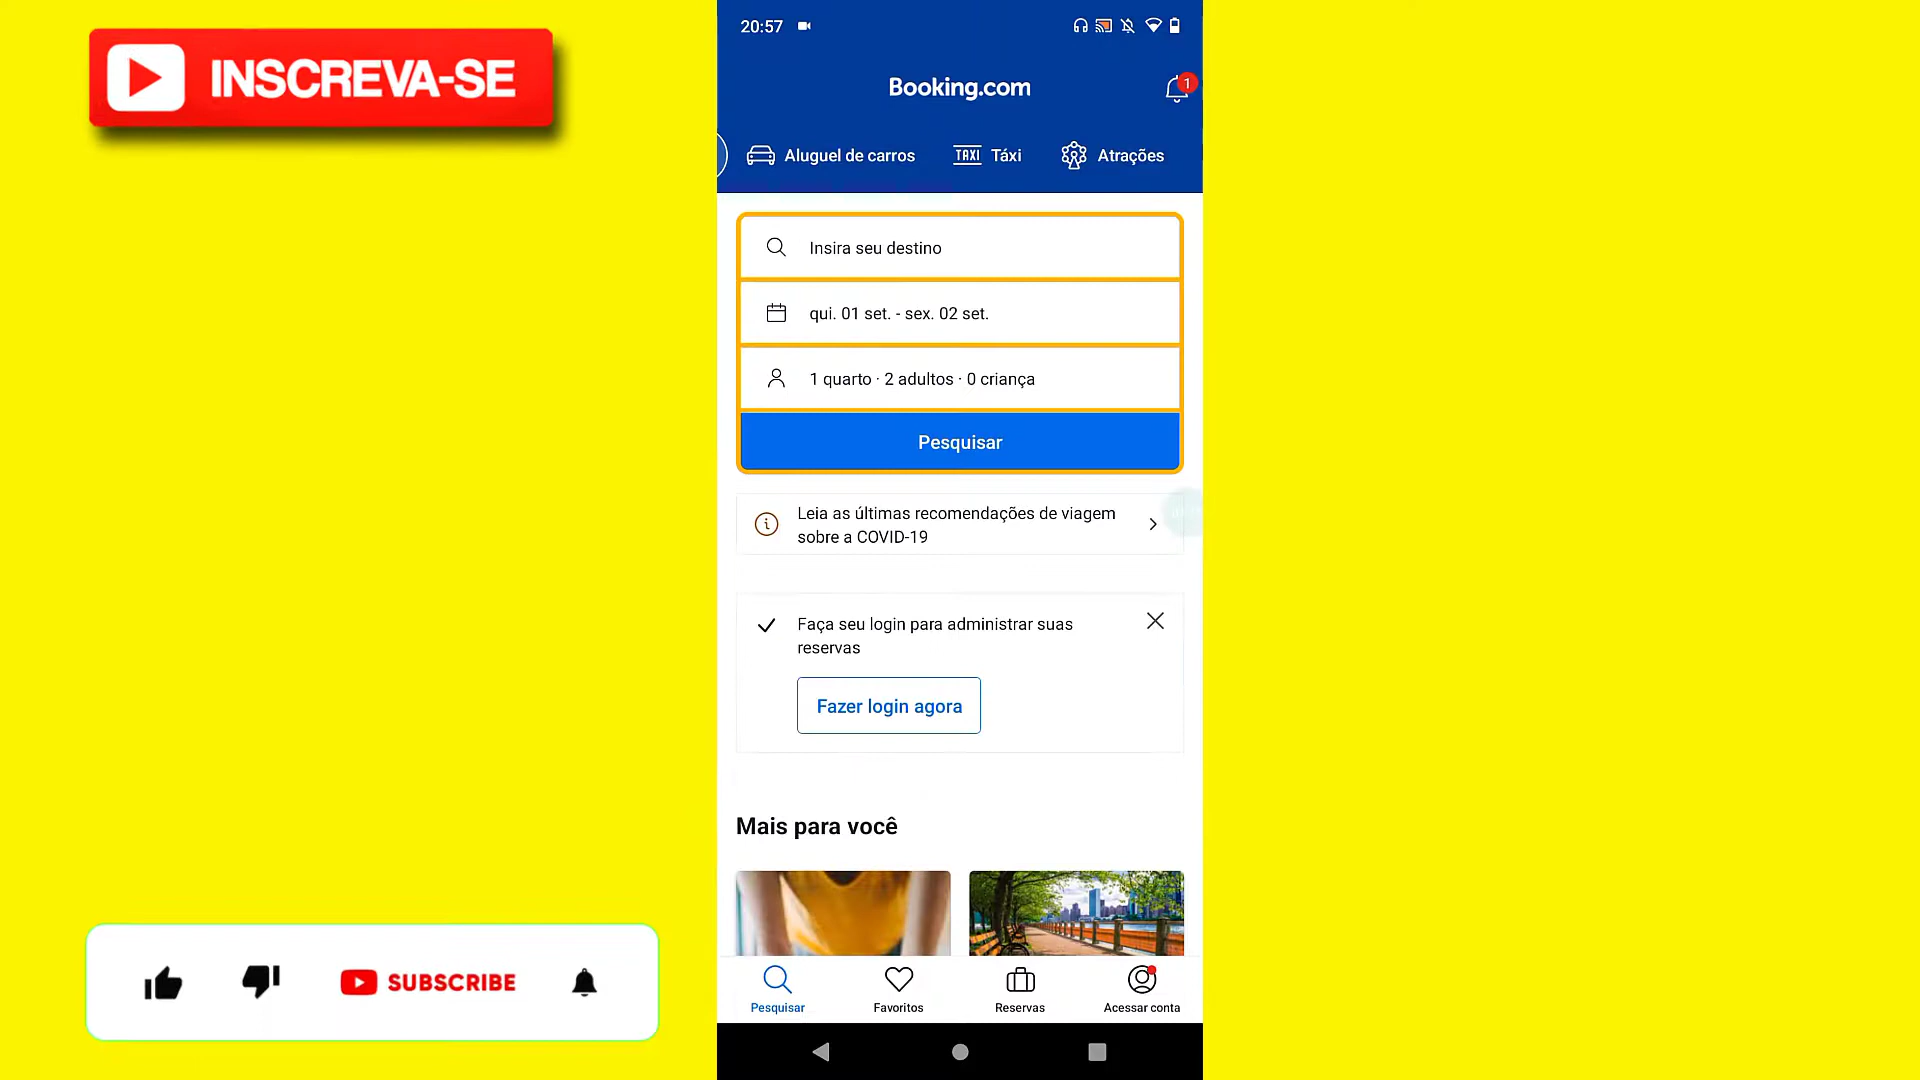 INSCREVA-SE
20:57
Booking.com
1
Aluguel de carros
TAXI Táxi
Atrações
Insira seu destino
qui. 01 set. - sex. 02 set.
1 quarto · 2 adultos · 0 criança
Pesquisar
Leia as últimas recomendações de viagem
sobre a COVID-19
Faça seu login para administrar suas
reservas
Fazer login agora
Mais para você
Pesquisar
Favoritos
Reservas
Acessar conta
SUBSCRIBE